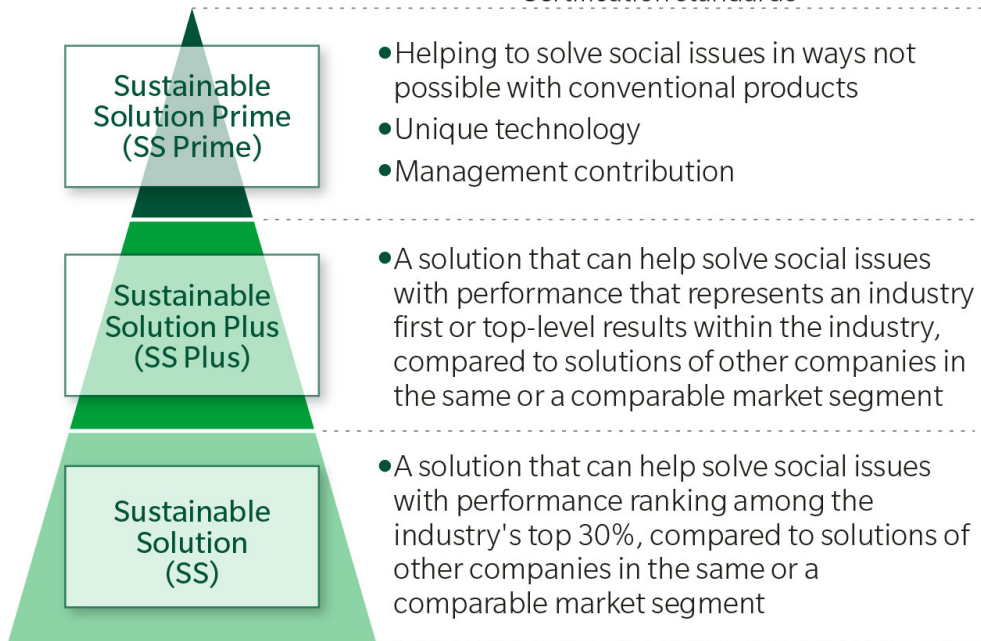 Certification standards
Sustainable
Solution Prime
(SS Prime)
•Helping to solve social issues in ways not
possible with conventional products
•Unique technology
•Management contribution
Sustainable
Solution Plus
(SS Plus)
•A solution that can help solve social issues
with performance that represents an industry
first or top-level results within the industry,
compared to solutions of other companies in
the same or a comparable market segment
Sustainable
Solution
(SS)
•A solution that can help solve social issues
with performance ranking among the
industry's top 30%, compared to solutions of
other companies in the same or a
comparable market segment